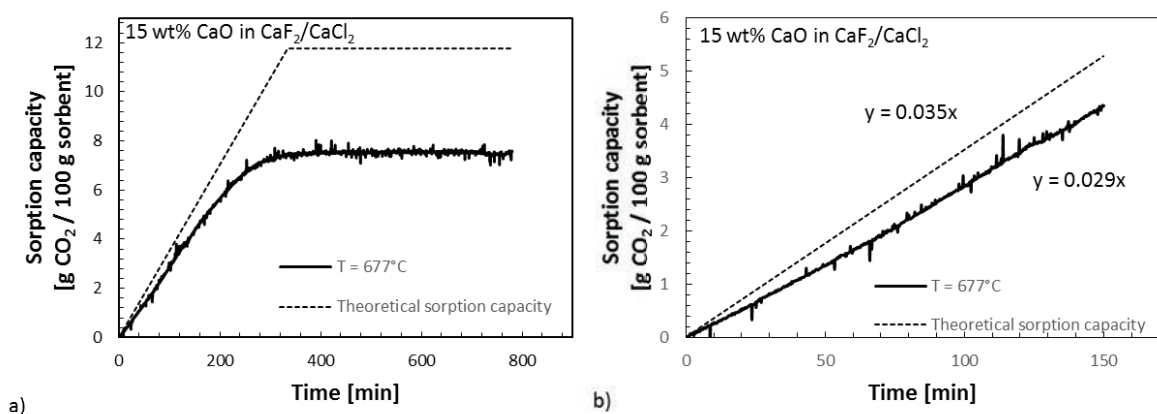 15 wt% CaO in CaF₂/CaCl₂
12
10
8
6
4
2
0
Sorption capacity
[g CO₂ / 100 g sorbent]
T = 677°C
Theoretical sorption capacity
0 200 400 600 800
Time [min]
a)
15 wt% CaO in CaF₂/CaCl₂
6
5
4
3
2
1
0
Sorption capacity
[g CO₂ / 100 g sorbent]
y = 0.035x
y = 0.029x
T = 677°C
Theoretical sorption capacity
0 50 100 150
Time [min]
b)